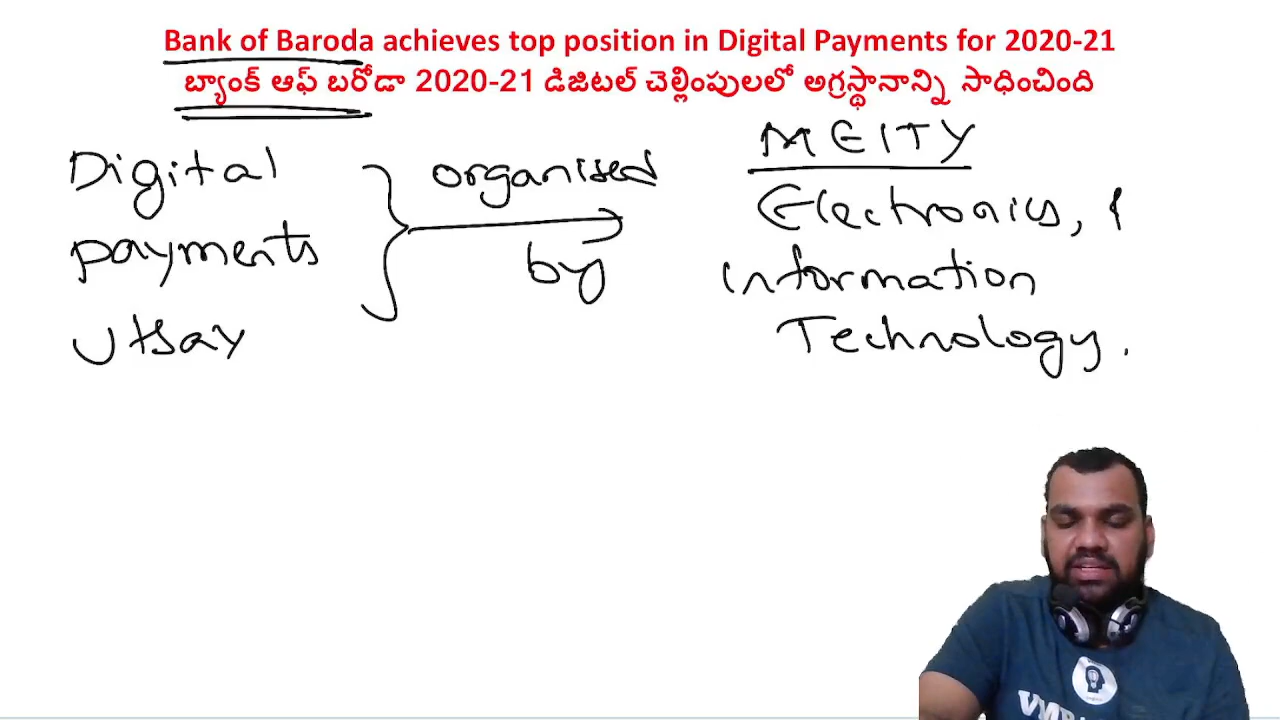 Bank of Baroda achieves top position in Digital Payments for 2020-21
బ్యాంక్ ఆఫ్ బరోడా 2020-21 డిజిటల్ చెల్లింపులలో అగ్రస్థానాన్ని సాధించింది
Digital
payments
Utsav
organised
by
MEITY
Electronics, &
information
Technology.